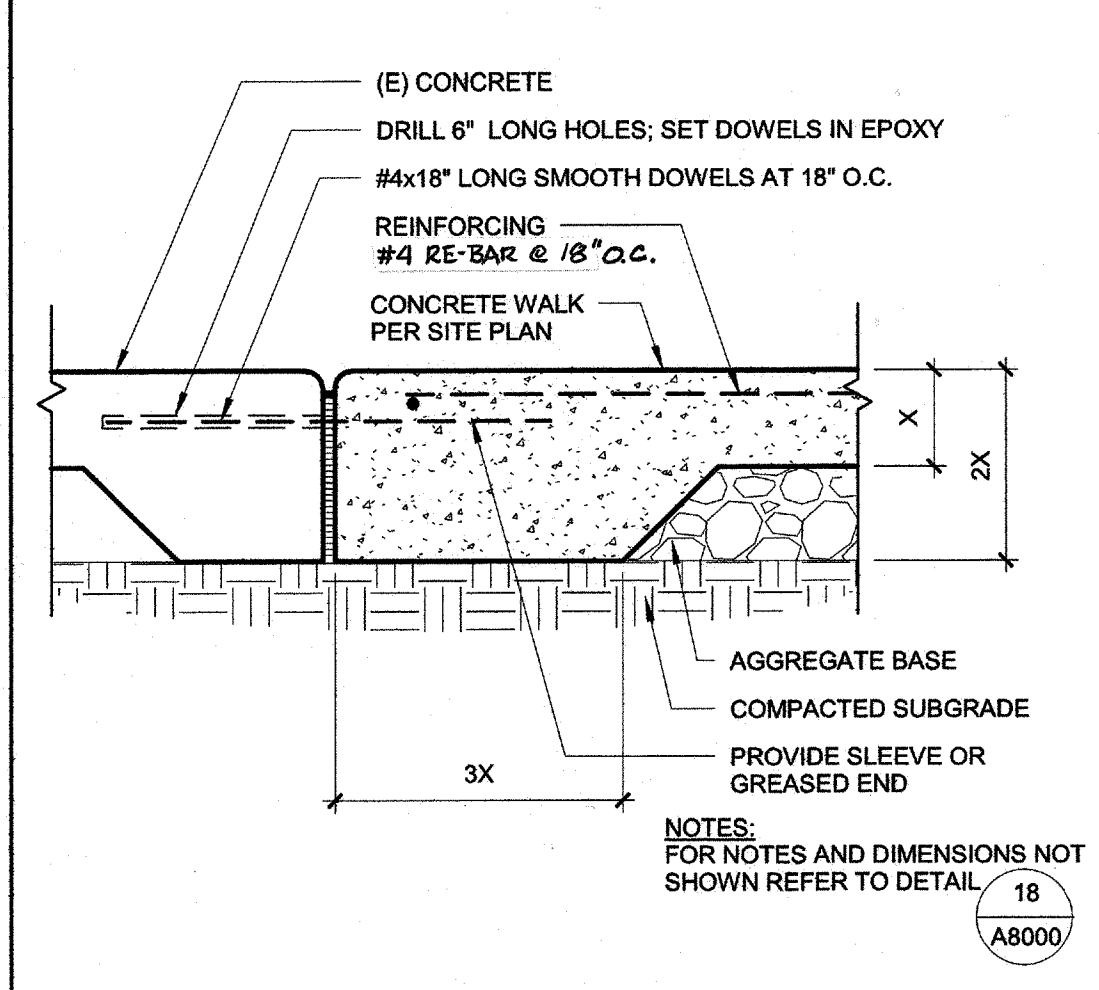 (E) CONCRETE
DRILL 6" LONG HOLES; SET DOWELS IN EPOXY
#4x18" LONG SMOOTH DOWELS AT 18" O.C.
REINFORCING
#4 RE-BAR @ 18" O.C.
CONCRETE WALK
PER SITE PLAN
X
2X
AGGREGATE BASE
COMPACTED SUBGRADE
PROVIDE SLEEVE OR
GREASED END
3X
NOTES:
FOR NOTES AND DIMENSIONS NOT
SHOWN REFER TO DETAIL
18
A8000